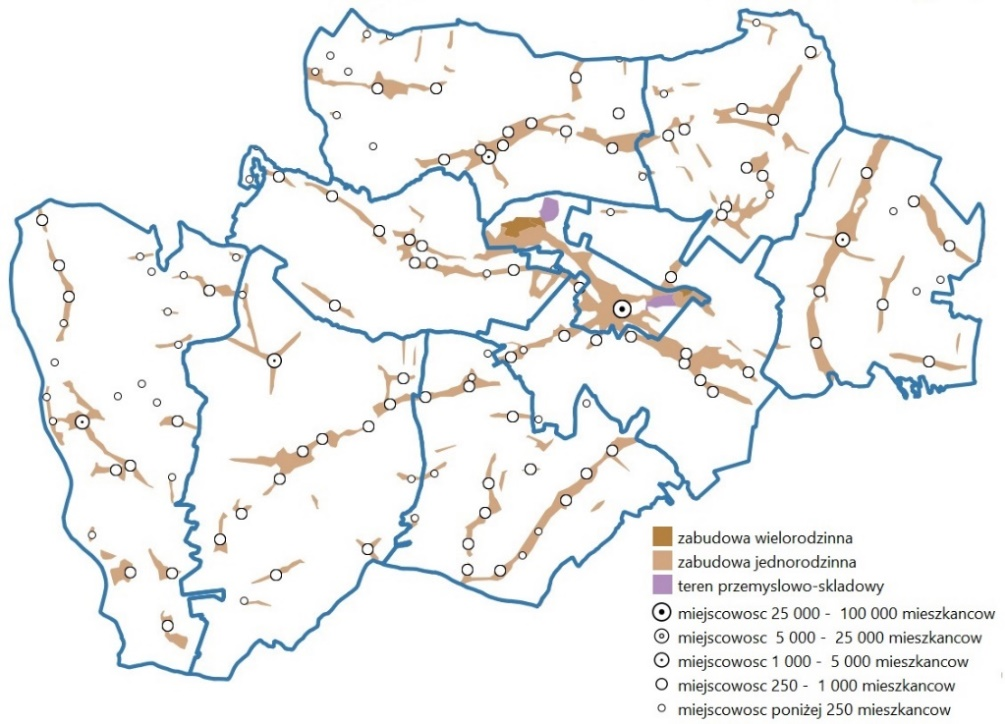 zabudowa wielorodzinna
zabudowa jednorodzinna
teren przemyslowo-skladowy
miejscowosc 25 000 - 100 000 mieszkancow
miejscowosc 5 000 - 25 000 mieszkancow
miejscowosc 1 000 - 5 000 mieszkancow
miejscowosc 250 - 1 000 mieszkancow
miejscowosc poniżej 250 mieszkancow